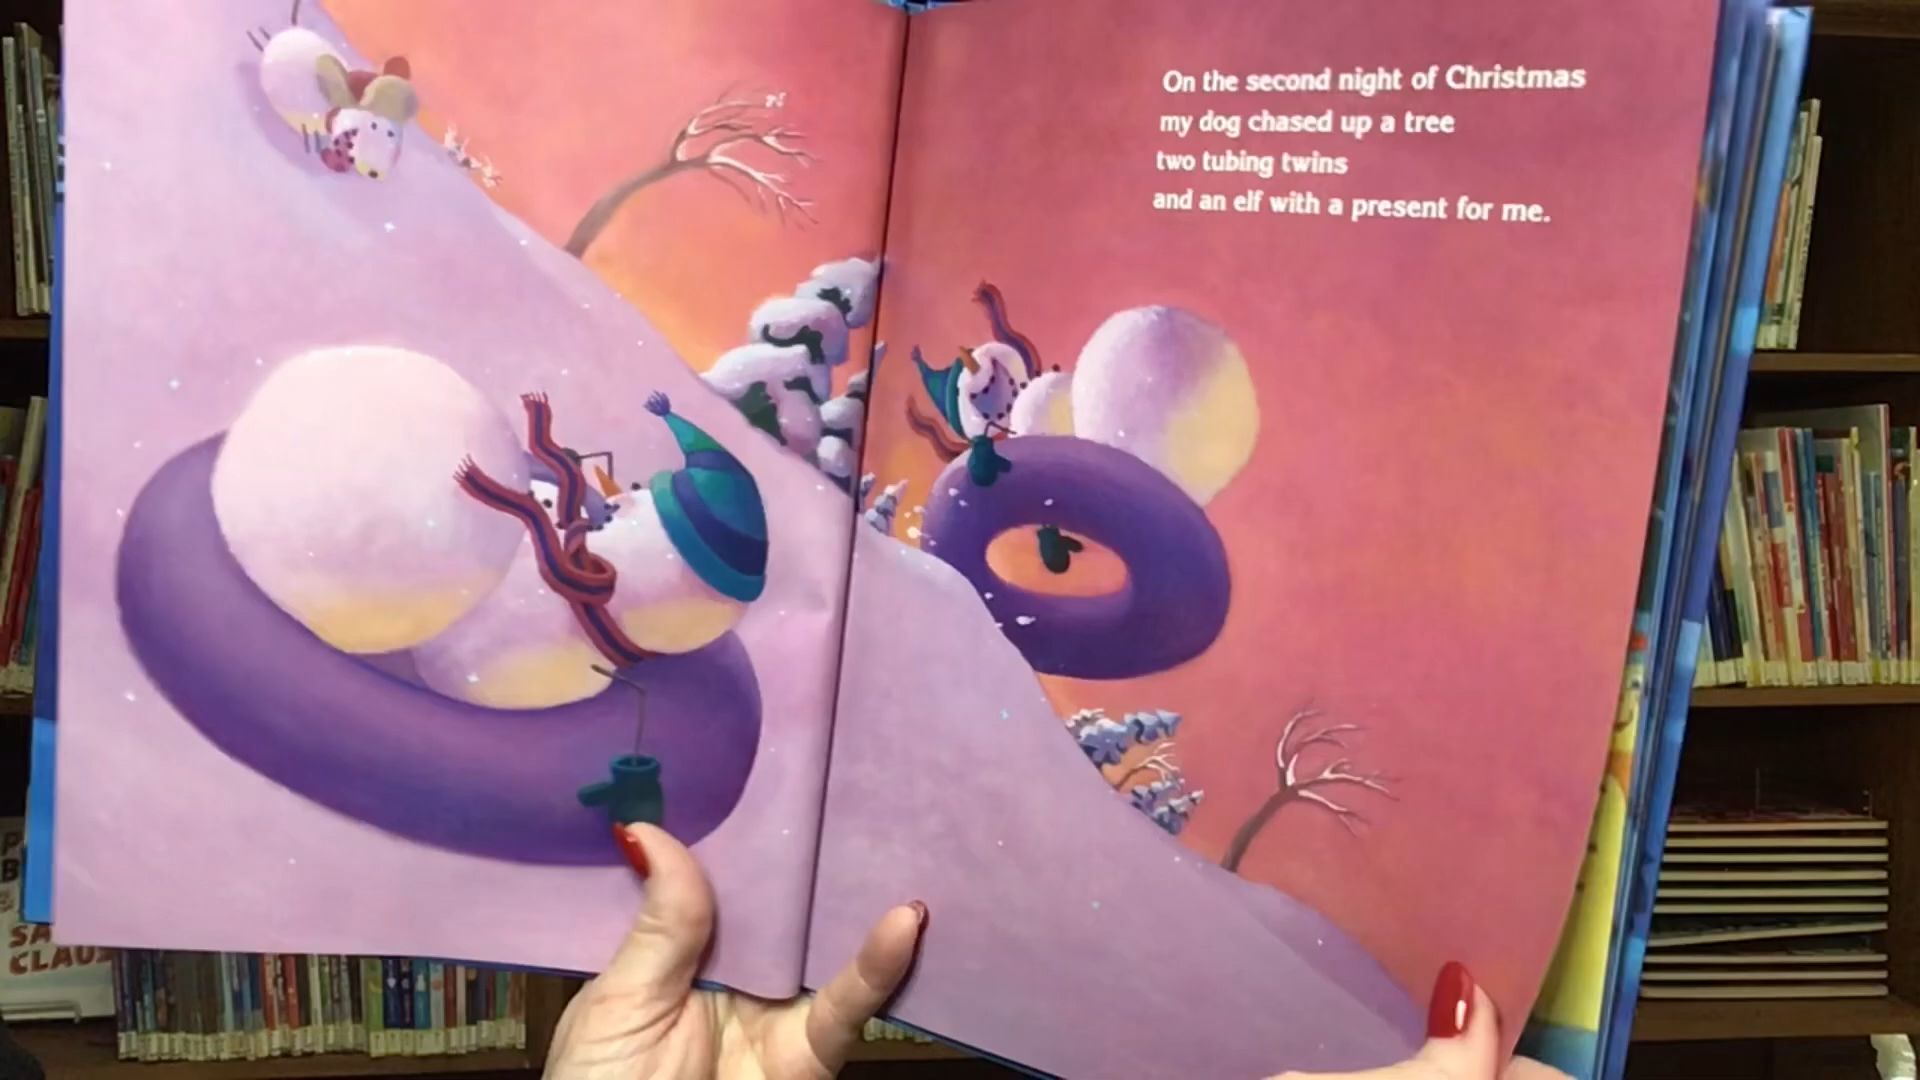 On the second night of Christmas
my dog chased up a tree
two tubing twins
and an elf with a present for me.